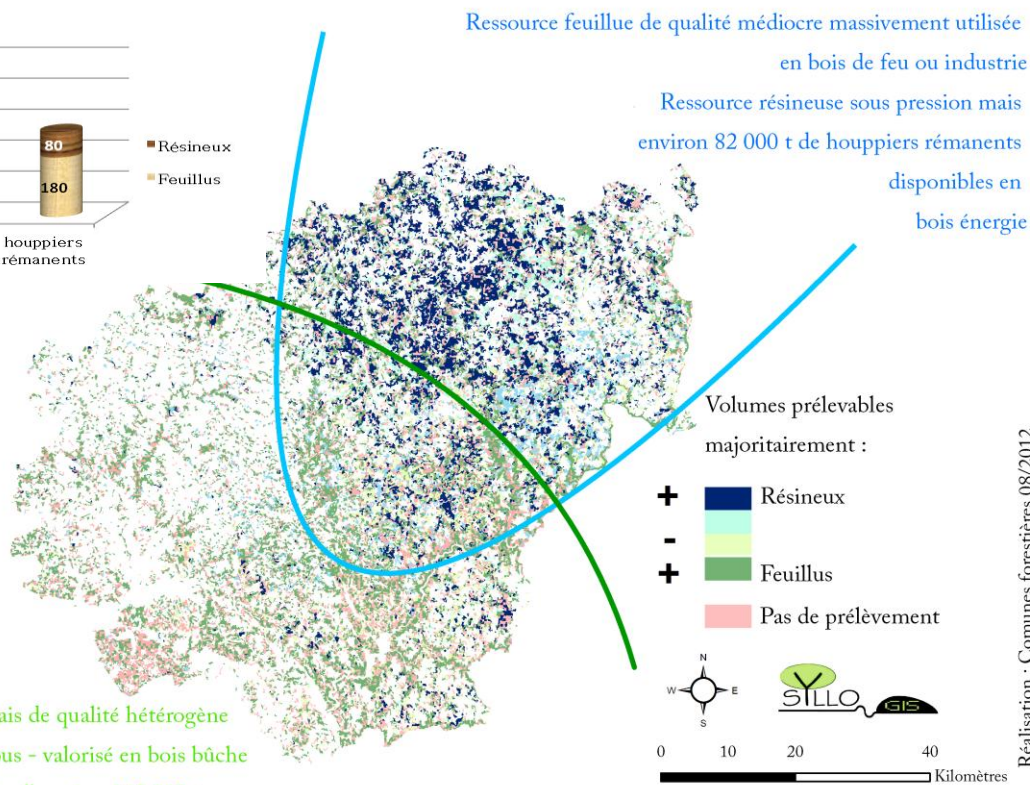 Ressource feuillue de qualité médiocre massivement utilisée
en bois de feu ou industrie
Ressource résineuse sous pression mais
environ 82 000 t de houppiers rémanents
disponibles en
bois énergie
80
180
Résineux
Feuillus
houppiers
rémanents
Volumes prélevables
majoritairement :
+ Résineux
-
+ Feuillus
Pas de prélèvement
N
W E
S
SYLLO GIS
0 10 20 40
Kilomètres
Réalisation : Comunes forestières 08/2012
de qualité hétérogène
- valorisé en bois bûche